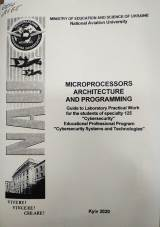 MINISTRY OF EDUCATION AND SCIENCE OF UKRAINE
National Aviation University
NAU
MICROPROCESSORS
ARCHITECTURE
AND PROGRAMMING
Guide to Laboratory Practical Work
for the students of specialty 125
"Cybersecurity"
Educational Professional Program
"Cybersecurity Systems and Technologies"
VIVERE!
VINCERE!
CREARE!
Kyiv 2020